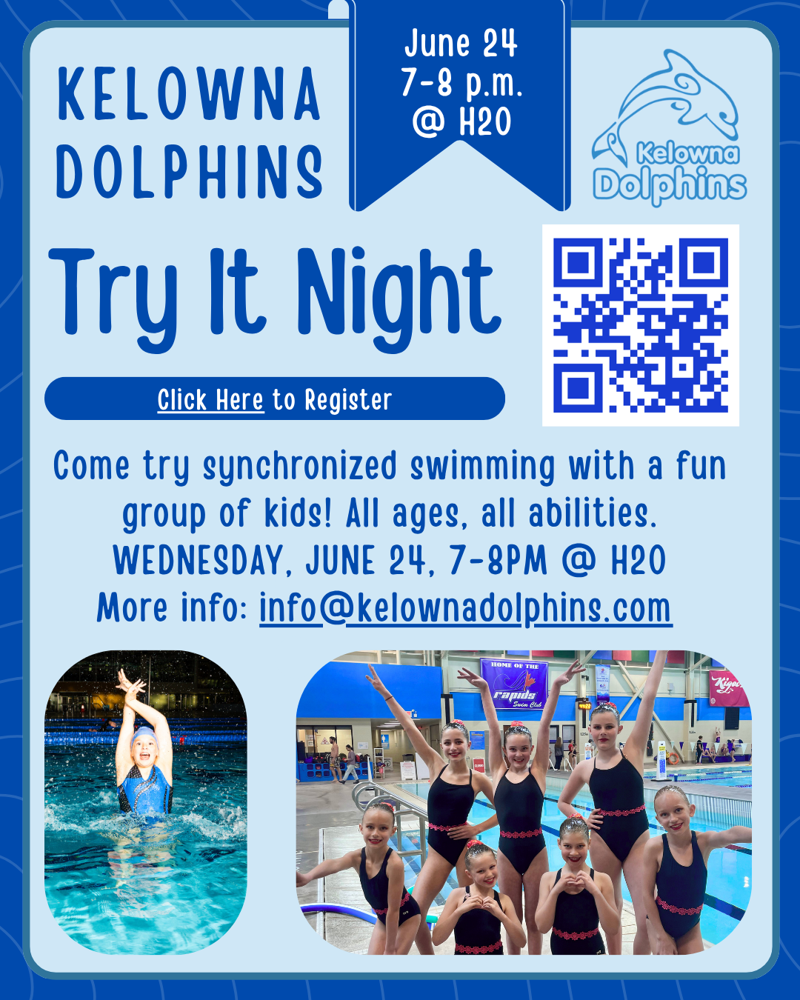 KELOWNA
DOLPHINS
June 24
7-8 p.m.
@ H20
Kelowna
Dolphins
Try It Night
Click Here to Register
Come try synchronized swimming with a fun
group of kids! All ages, all abilities.
WEDNESDAY, JUNE 24, 7-8PM @ H20
More info: info@kelownadolphins.com
HOME OF THE
rapids
Swim Club